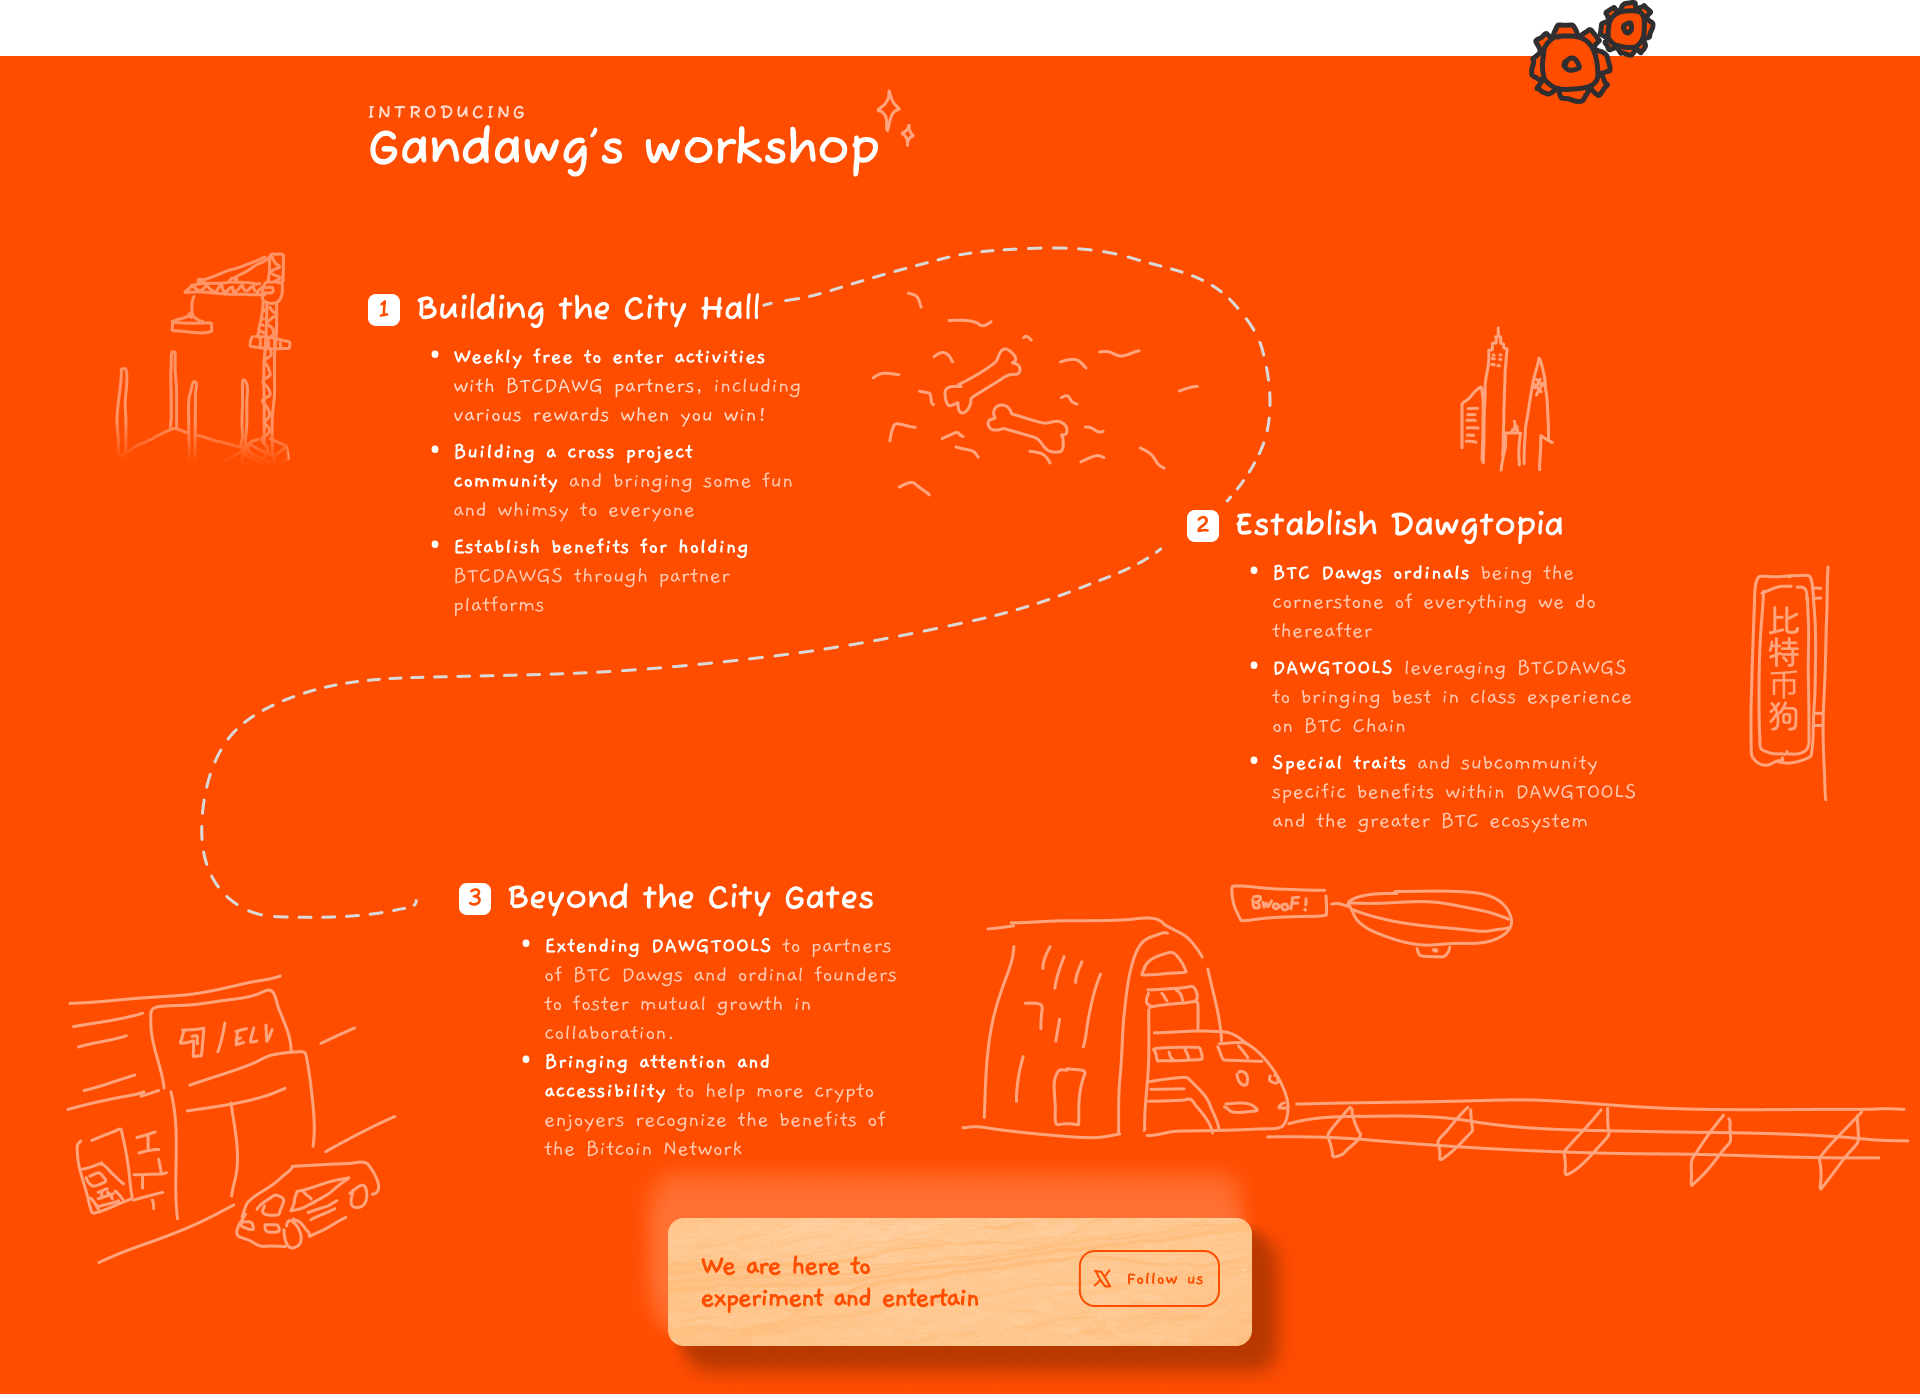 INTRODUCING
Gandawg's workshop
1 Building the City Hall
• Weekly free to enter activities
with BTCDAWG partners, including
various rewards when you win!
• Building a cross project
community and bringing some fun
and whimsy to everyone
• Establish benefits for holding
BTCDAWGS through partner
platforms
2 Establish Dawgtopia
• BTC Dawgs ordinals being the
cornerstone of everything we do
thereafter
• DAWGTOOLS leveraging BTCDAWGS
to bringing best in class experience
on BTC Chain
• Special traits and subcommunity
specific benefits within DAWGTOOLS
and the greater BTC ecosystem
比
特
币
狗
3 Beyond the City Gates
• Extending DAWGTOOLS to partners
of BTC Dawgs and ordinal founders
to foster mutual growth in
collaboration.
• Bringing attention and
accessibility to help more crypto
enjoyers recognize the benefits of
the Bitcoin Network
BWOOF!
/ELV
We are here to
experiment and entertain
Follow us